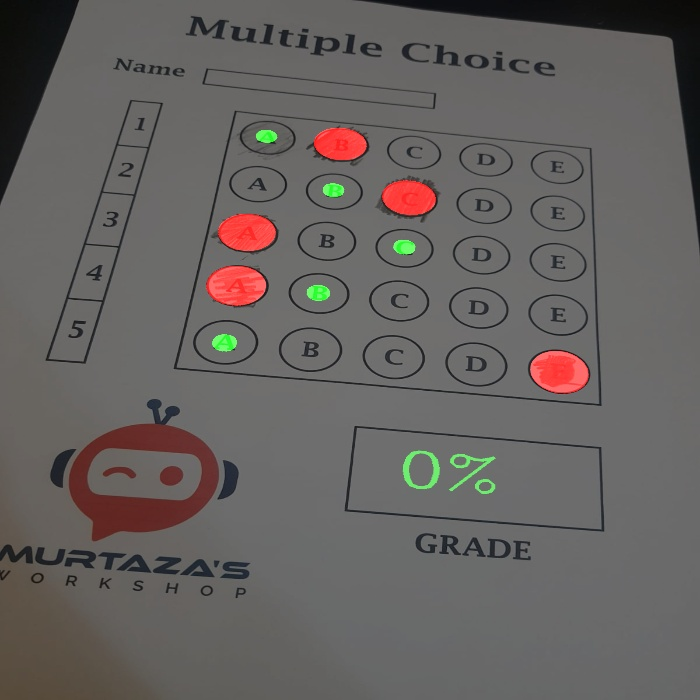 Multiple Choice
Name
1 A B C D E
2 A B C D E
3 A B C D E
4 A B C D E
5 A B C D E
0%
GRADE
MURTAZA'S
WORKSHOP